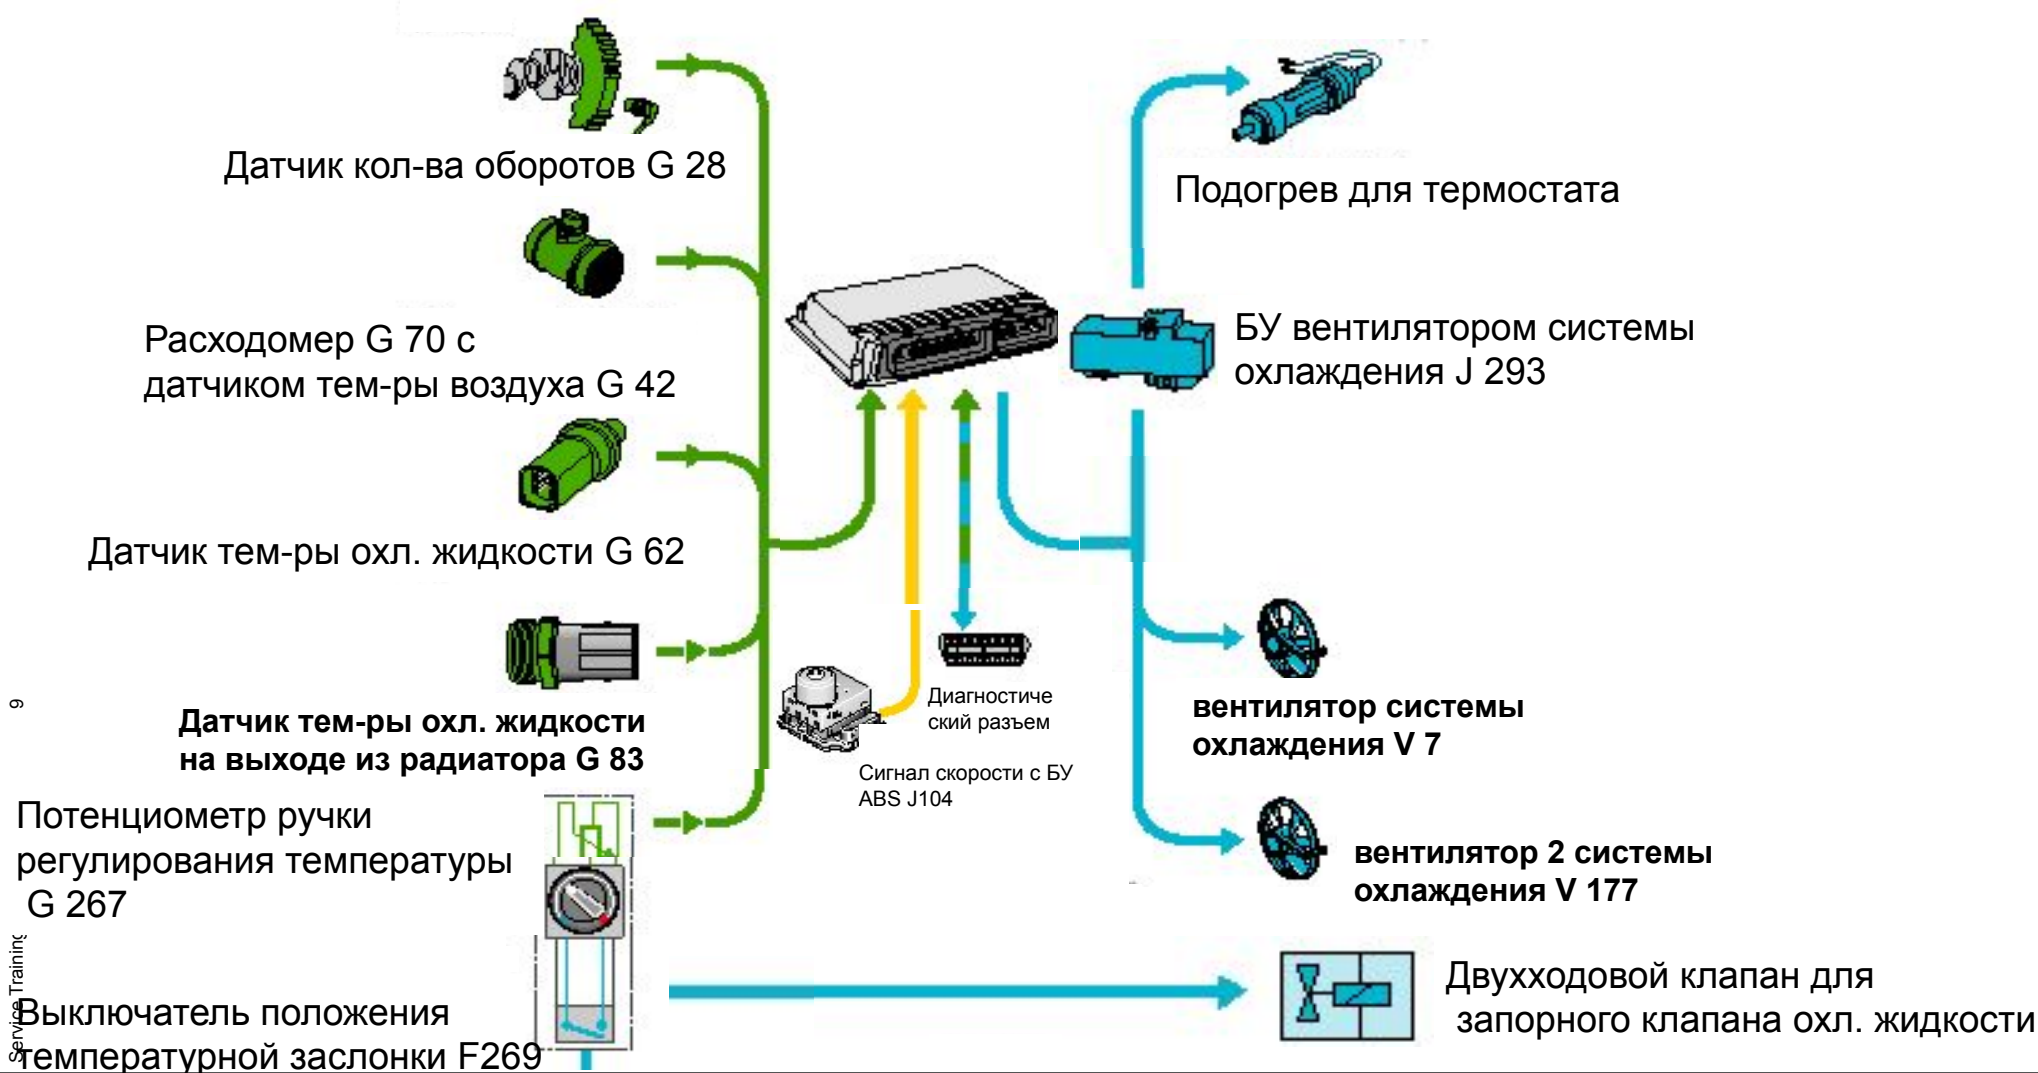 Датчик кол-ва оборотов G 28
Расходомер G 70 с
датчиком тем-ры воздуха G 42
Датчик тем-ры охл. жидкости G 62
Датчик тем-ры охл. жидкости
на выходе из радиатора G 83
Потенциометр ручки
регулирования температуры
G 267
Выключатель положения
температурной заслонки F269
Диагностиче
ский разъем
Сигнал скорости с БУ
ABS J104
Подогрев для термостата
БУ вентилятором системы
охлаждения J 293
вентилятор системы
охлаждения V 7
вентилятор 2 системы
охлаждения V 177
Двухходовой клапан для
запорного клапана охл. жидкости
9
Service Training